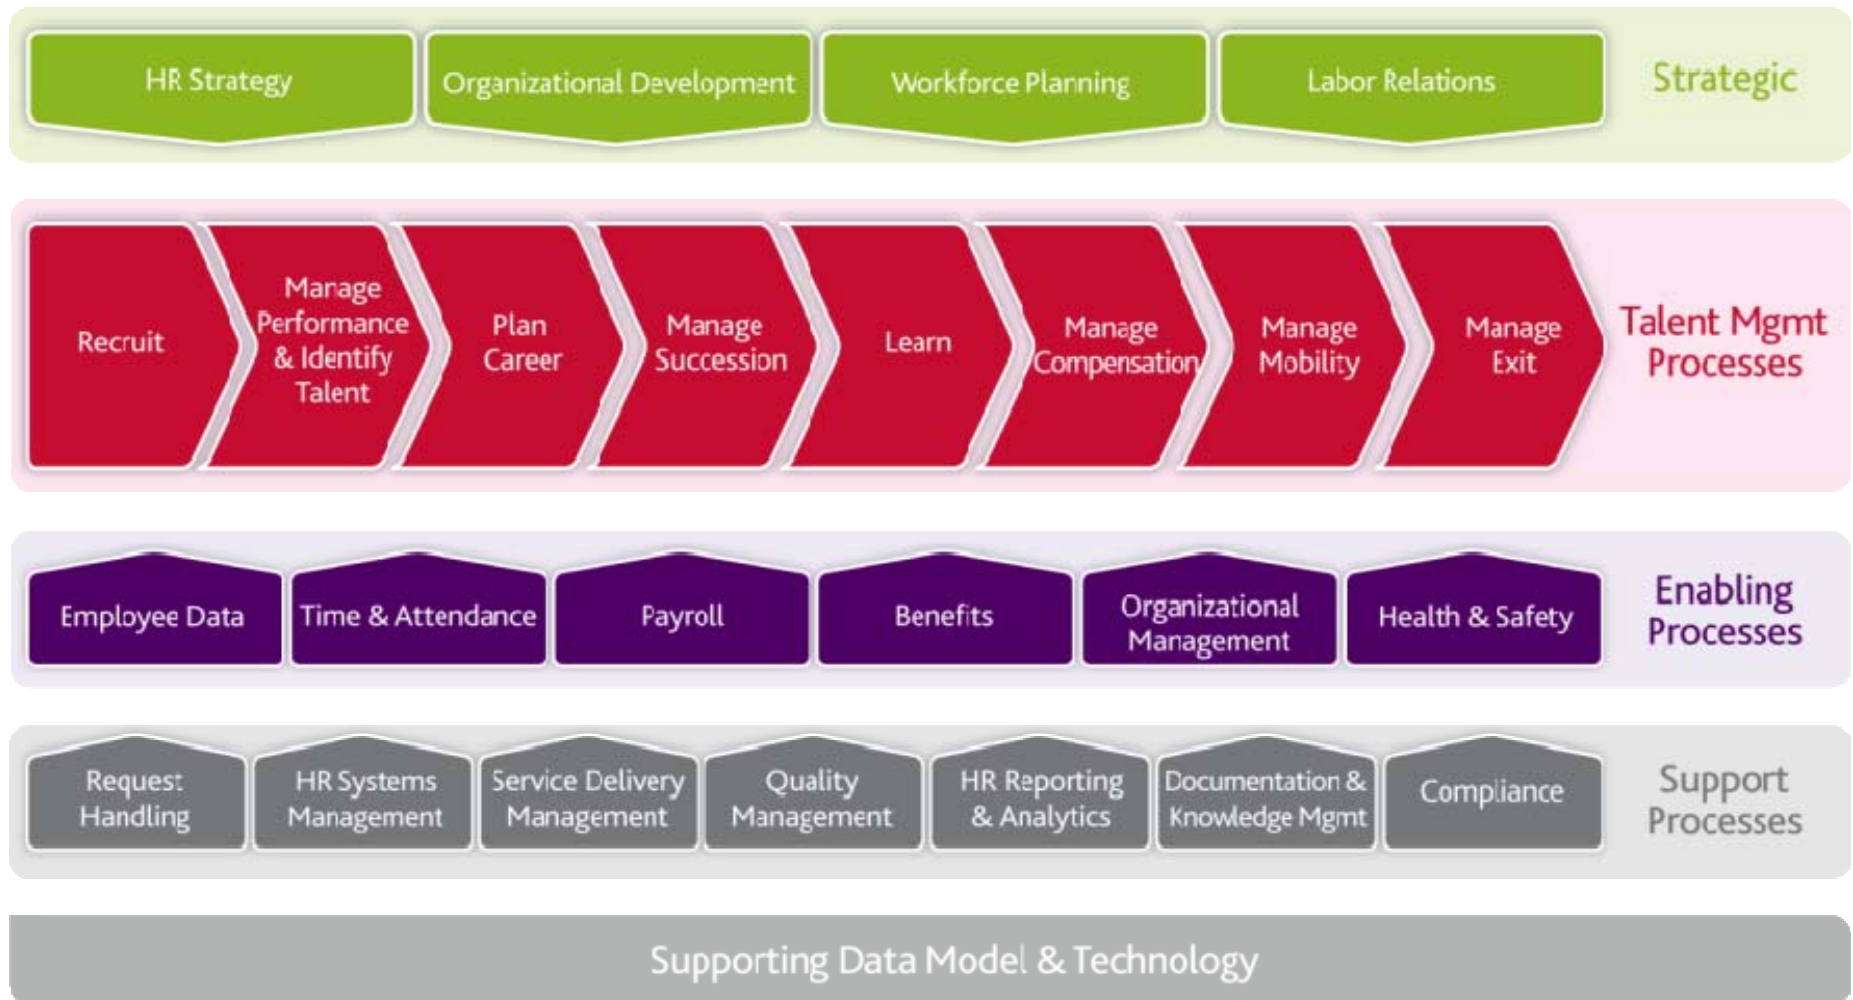 HR Strategy
Organizational Development
Workforce Planning
Labor Relations
Strategic
Recruit
Manage
Performance
& Identify
Talent
Plan
Career
Manage
Succession
Learn
Manage
Compensation
Manage
Mobility
Manage
Exit
Talent Mgmt
Processes
Employee Data
Time & Attendance
Payroll
Benefits
Organizational
Management
Health & Safety
Enabling
Processes
Request
Handling
HR Systems
Management
Service Delivery
Management
Quality
Management
HR Reporting
& Analytics
Documentation &
Knowledge Mgmt
Compliance
Support
Processes
Supporting Data Model & Technology